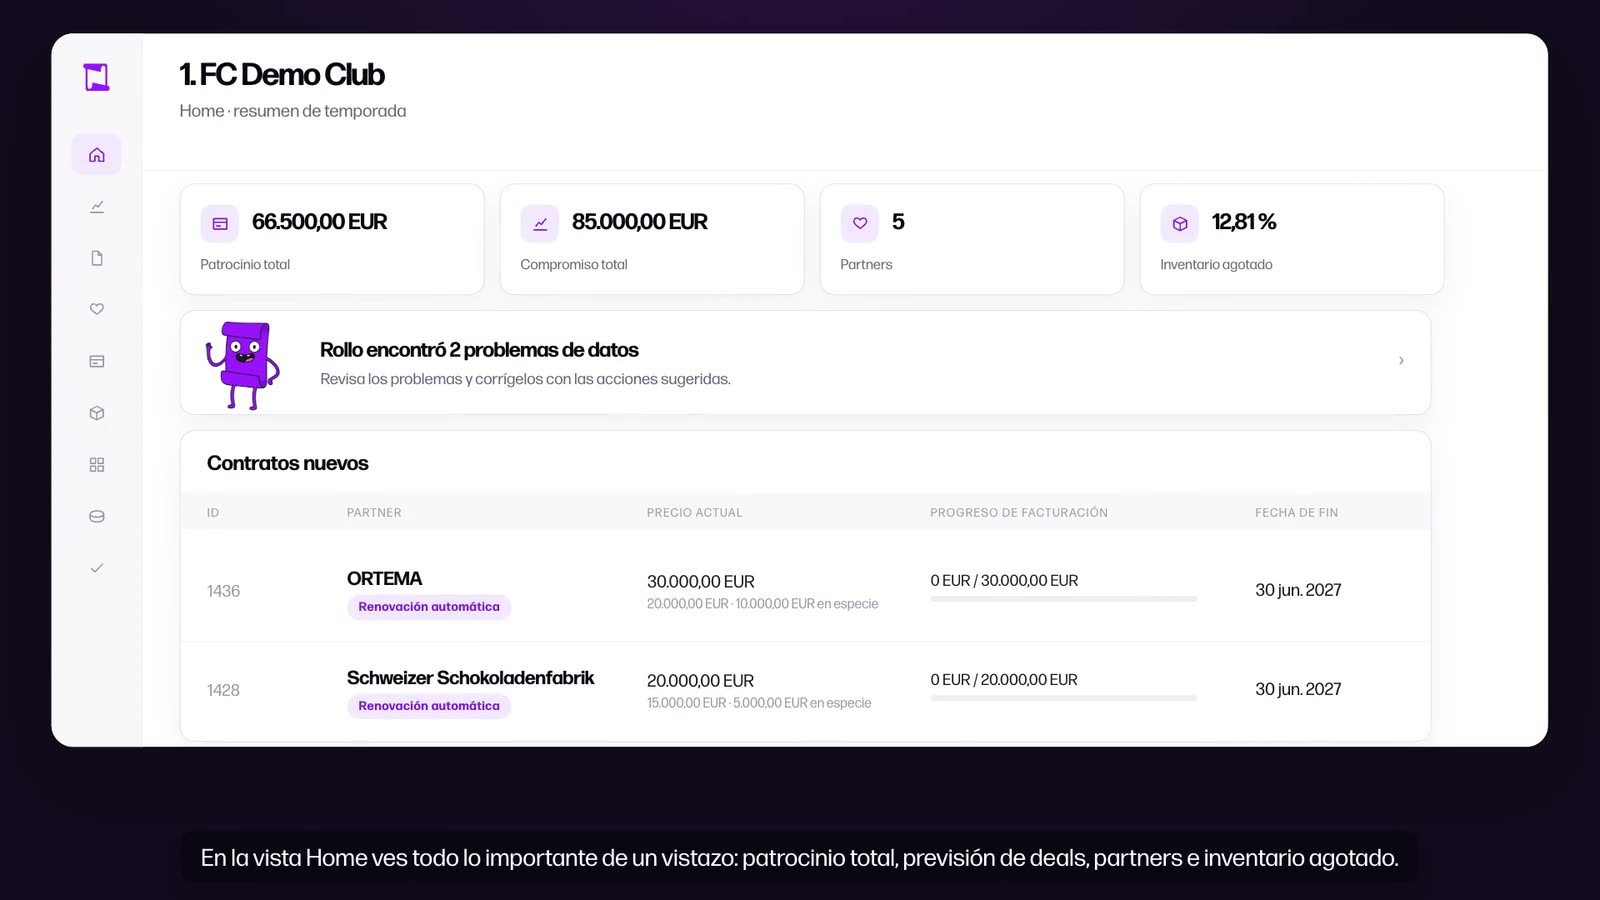 1. FC Demo Club
Home · resumen de temporada
66.500,00 EUR
Patrocinio total
85.000,00 EUR
Compromiso total
5
Partners
12,81 %
Inventario agotado
Rollo encontró 2 problemas de datos
Revisa los problemas y corrígelos con las acciones sugeridas.
Contratos nuevos
ID PARTNER PRECIO ACTUAL PROGRESO DE FACTURACIÓN FECHA DE FIN
1436 ORTEMA 30.000,00 EUR 0 EUR / 30.000,00 EUR 30 jun. 2027
Renovación automática 20.000,00 EUR · 10.000,00 EUR en especie
1428 Schweizer Schokoladenfabrik 20.000,00 EUR 0 EUR / 20.000,00 EUR 30 jun. 2027
Renovación automática 15.000,00 EUR · 5.000,00 EUR en especie
En la vista Home ves todo lo importante de un vistazo: patrocinio total, previsión de deals, partners e inventario agotado.